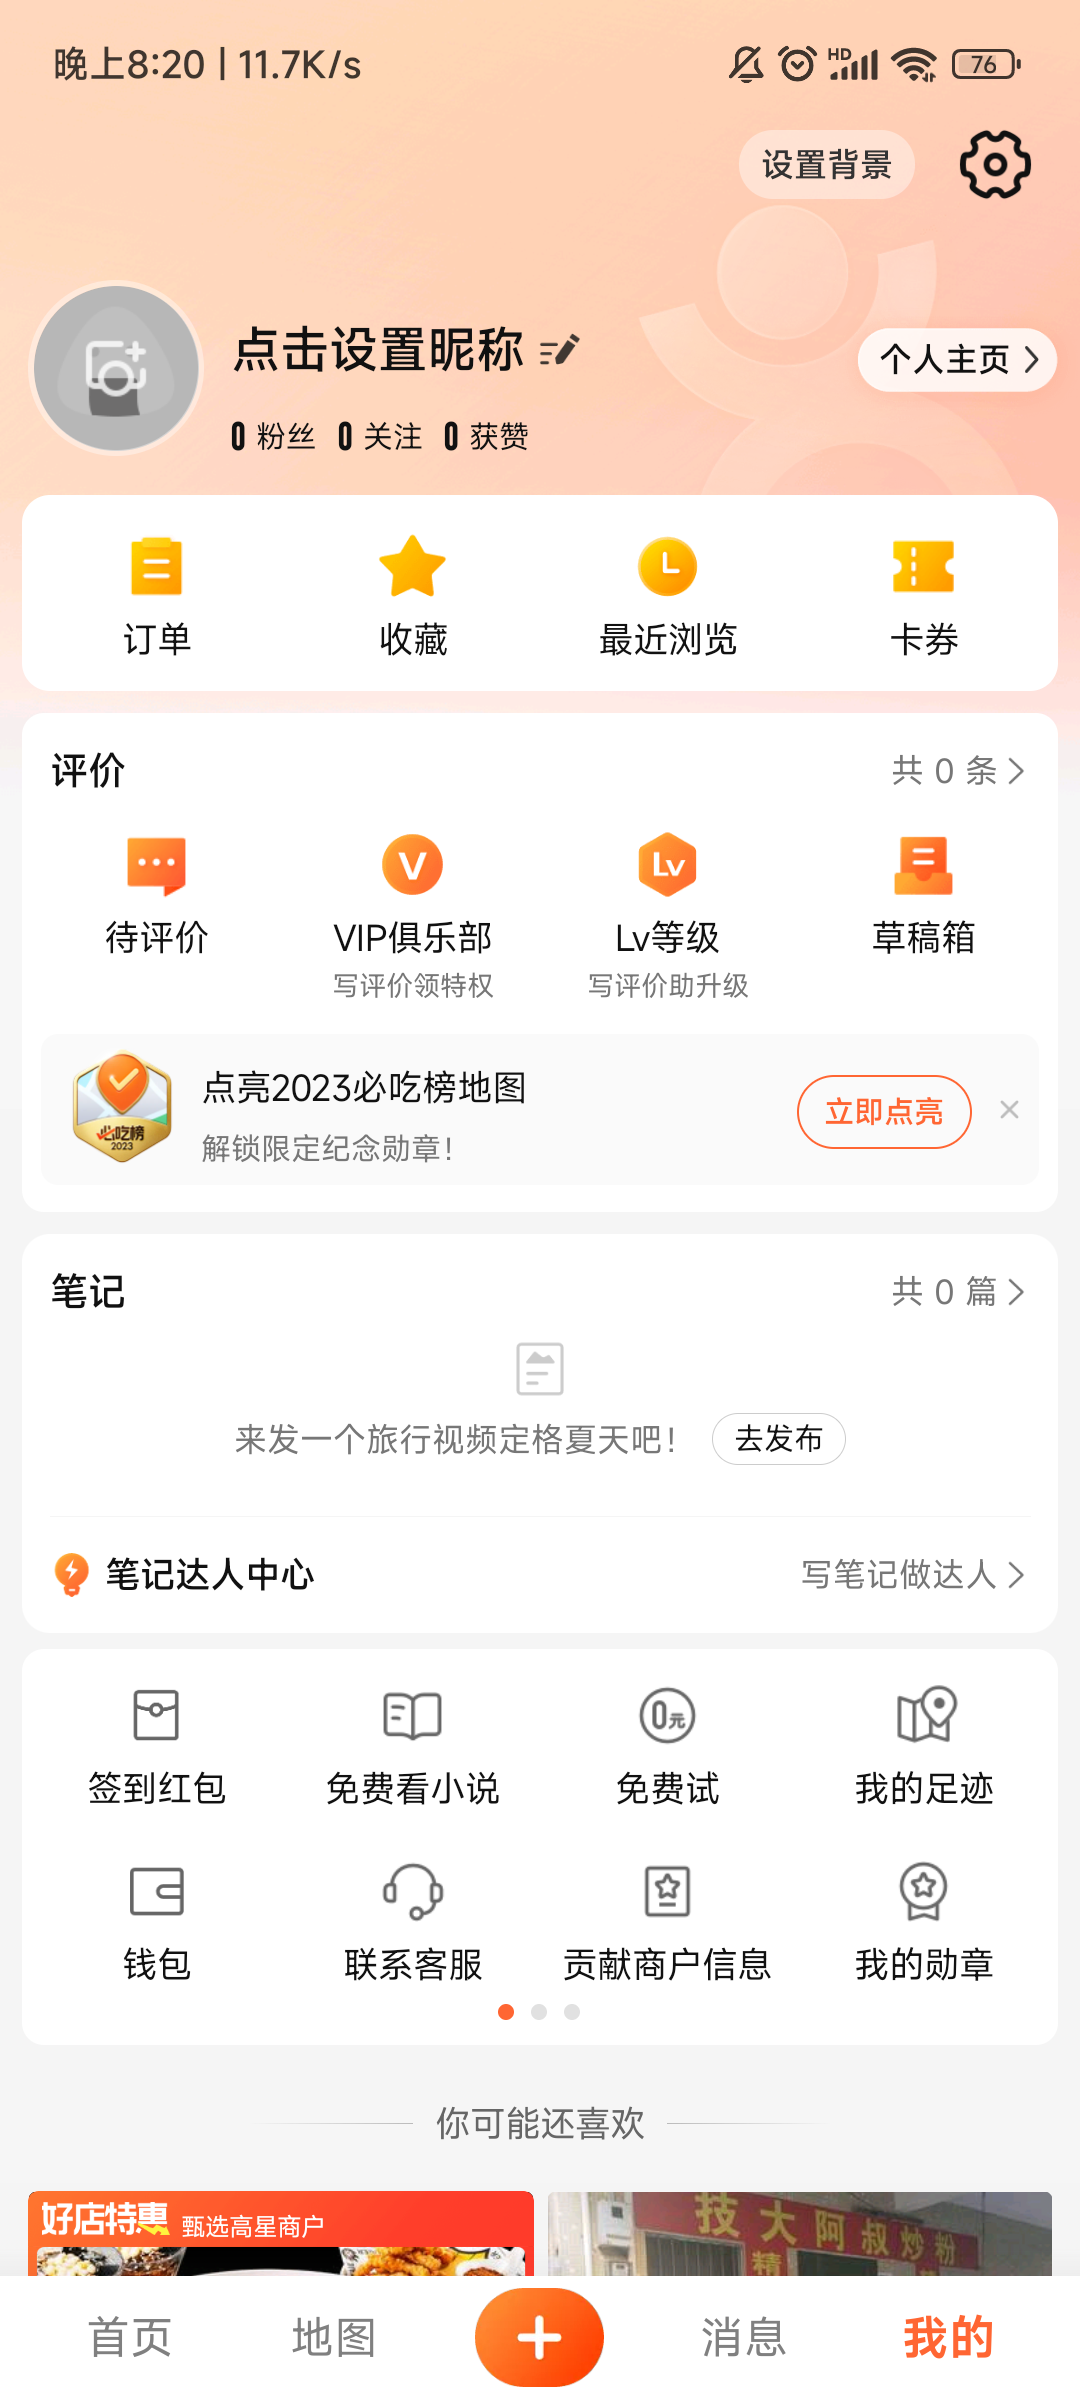 晚上8:20 | 11.7K/s
HD
76
设置背景
点击设置昵称
个人主页
0 粉丝 0 关注 0 获赞
订单 收藏 最近浏览 卡券
评价 共 0 条
V Lv
待评价 VIP俱乐部 Lv等级 草稿箱
写评价领特权 写评价助升级
点亮2023必吃榜地图
必吃榜
2023
解锁限定纪念勋章！
立即点亮
笔记 共 0 篇
来发一个旅行视频定格夏天吧！ 去发布
笔记达人中心 写笔记做达人
0元
签到红包 免费看小说 免费试 我的足迹
钱包 联系客服 贡献商户信息 我的勋章
你可能还喜欢
好店特惠 甄选高星商户
技大阿叔炒粉
精
首页 地图 消息 我的